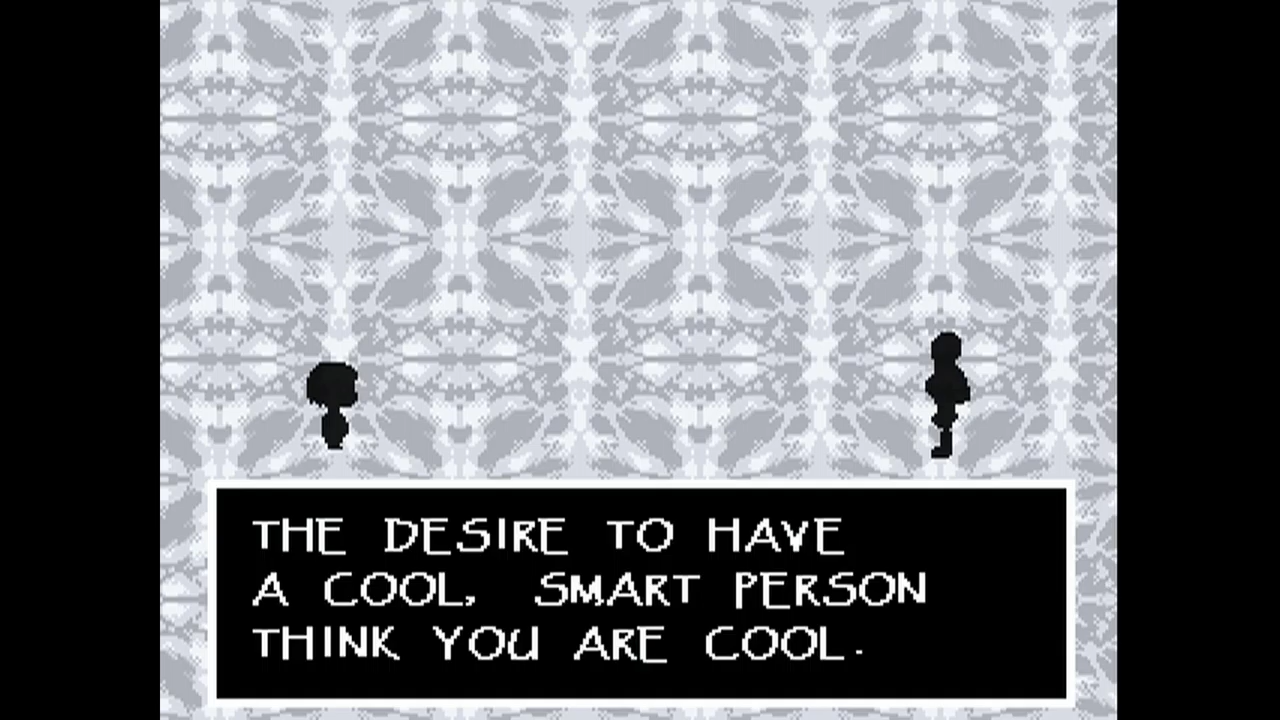 THE DESIRE TO HAVE
A COOL, SMART PERSON
THINK YOU ARE COOL.